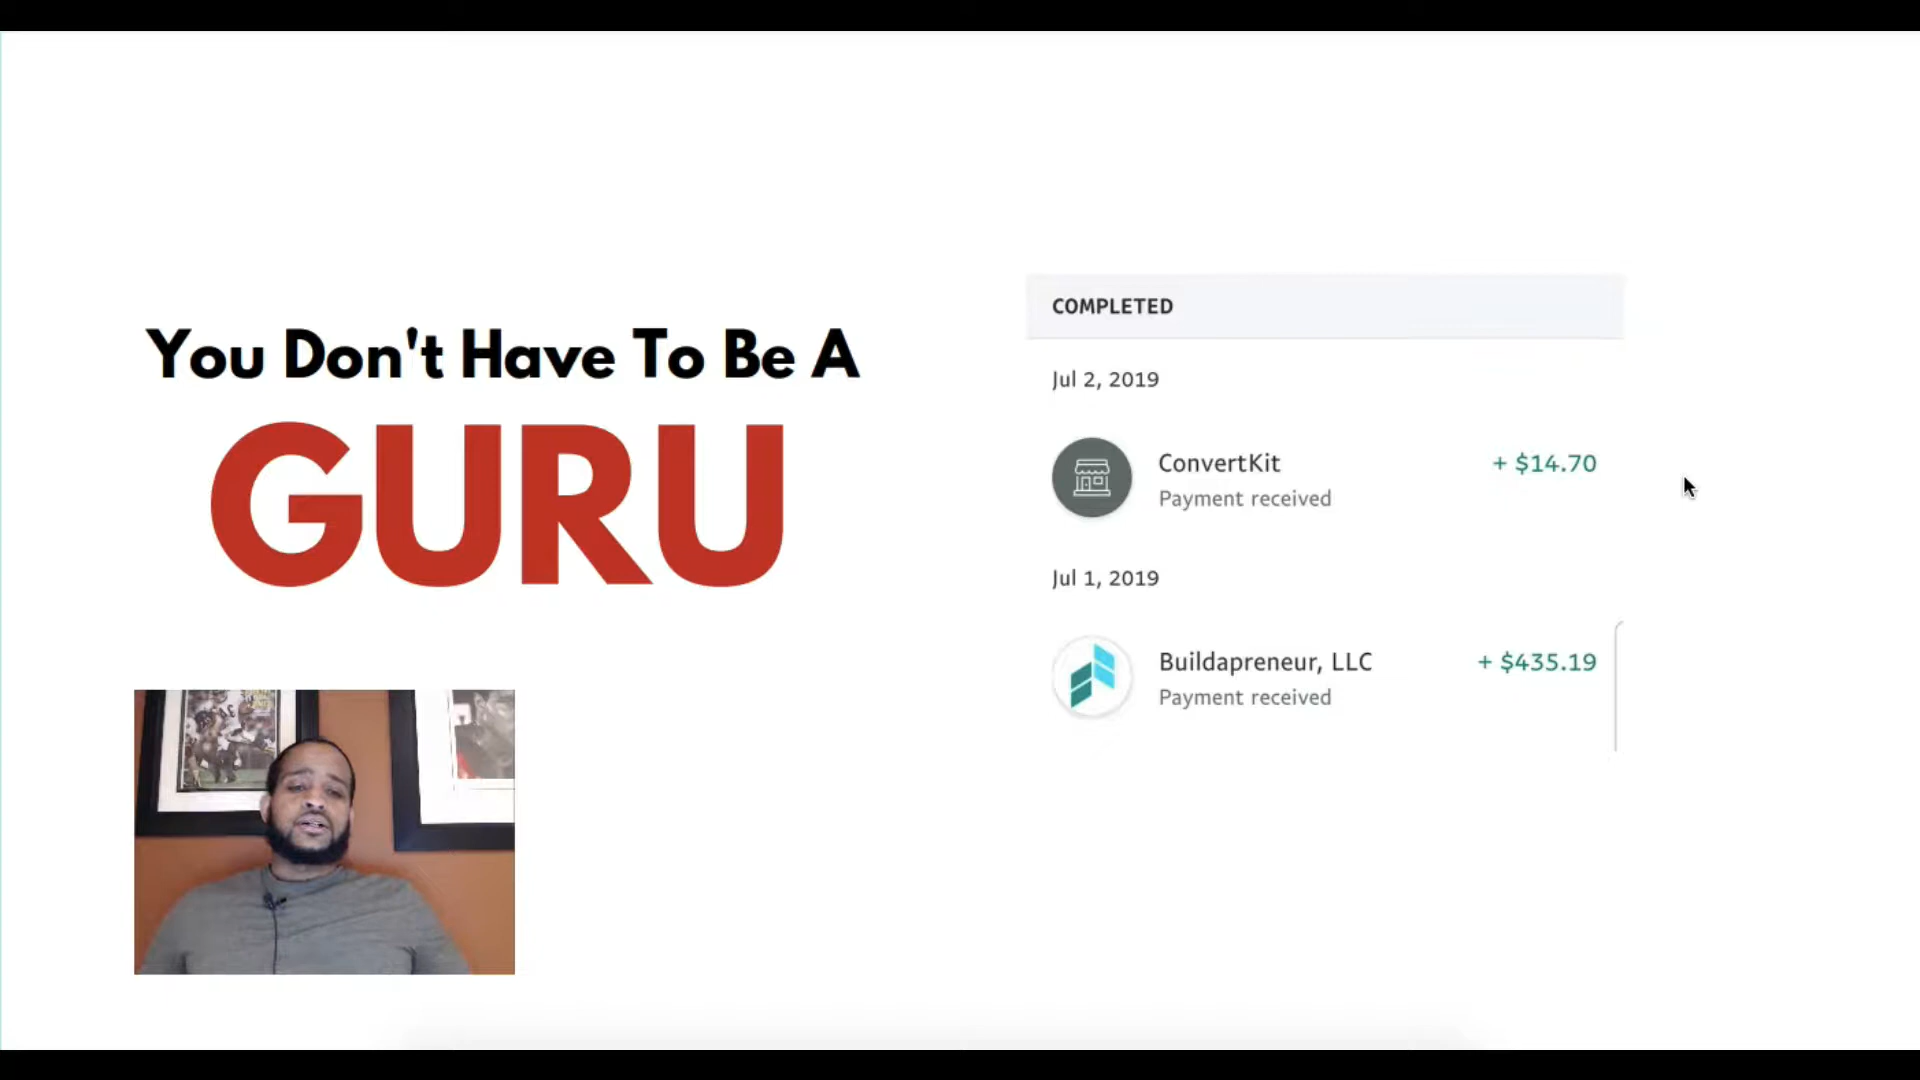 You Don't Have To Be A
GURU
COMPLETED
Jul 2, 2019
ConvertKit
+ $14.70
Payment received
Jul 1, 2019
Buildapreneur, LLC
+ $435.19
Payment received